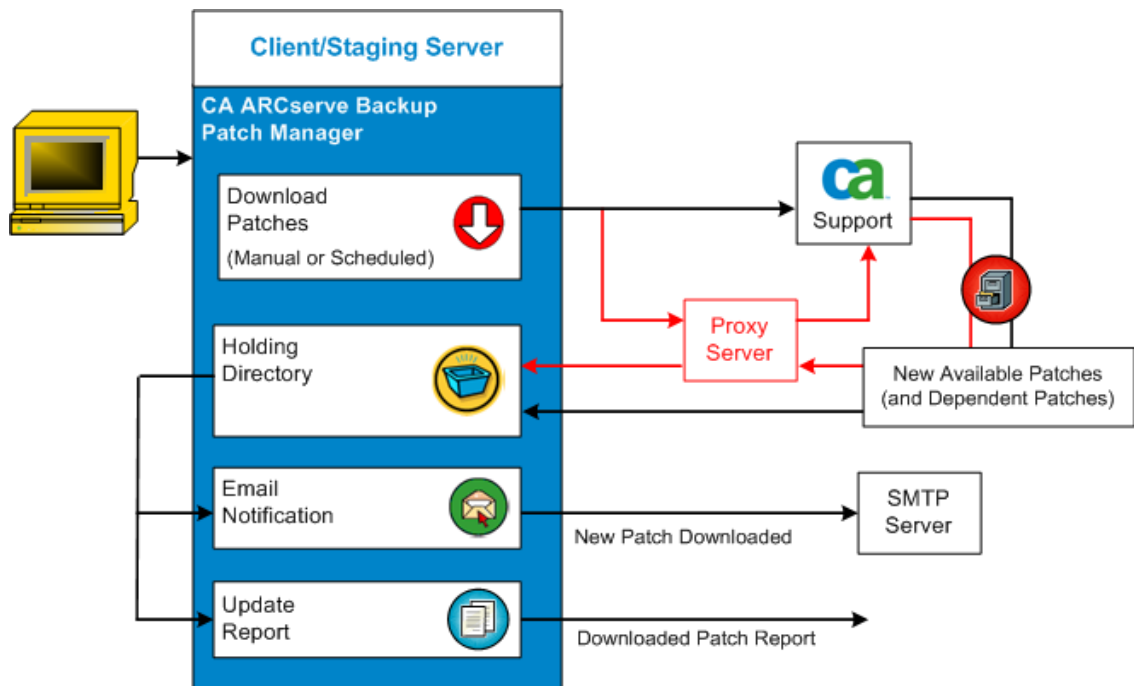 Client/Staging Server
CA ARCserve Backup
Patch Manager
Download
Patches
(Manual or Scheduled)
ca
Support
Proxy
Server
Holding
Directory
New Available Patches
(and Dependent Patches)
Email
Notification
New Patch Downloaded
SMTP
Server
Update
Report
Downloaded Patch Report